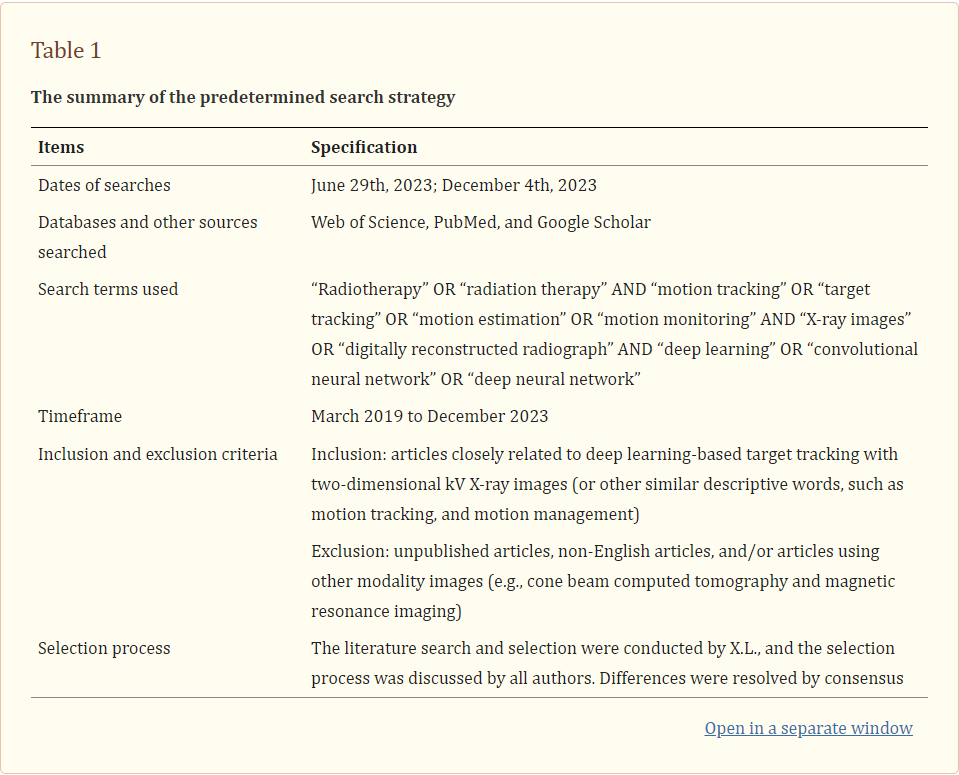 Table 1
The summary of the predetermined search strategy
Items Specification
Dates of searches June 29th, 2023; December 4th, 2023
Databases and other sources searched Web of Science, PubMed, and Google Scholar
Search terms used “Radiotherapy” OR “radiation therapy” AND “motion tracking” OR “target
tracking” OR “motion estimation” OR “motion monitoring” AND “X-ray images”
OR “digitally reconstructed radiograph” AND “deep learning” OR “convolutional
neural network” OR “deep neural network”
Timeframe March 2019 to December 2023
Inclusion and exclusion criteria Inclusion: articles closely related to deep learning-based target tracking with
two-dimensional kV X-ray images (or other similar descriptive words, such as
motion tracking, and motion management)
Exclusion: unpublished articles, non-English articles, and/or articles using
other modality images (e.g., cone beam computed tomography and magnetic
resonance imaging)
Selection process The literature search and selection were conducted by X.L., and the selection
process was discussed by all authors. Differences were resolved by consensus
Open in a separate window